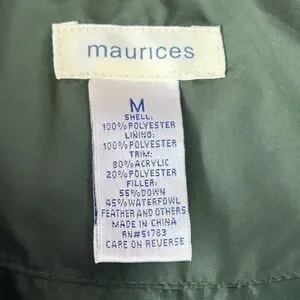 maurices
M
SHELL:
100%POLYESTER
LINING:
100%POLYESTER
TRIM:
80%ACRYLIC
20%POLYESTER
FILLER:
55%DOWN
45%WATERFOWL
FEATHER AND OTHERS
MADE IN CHINA
RN#51783
CARE ON REVERSE